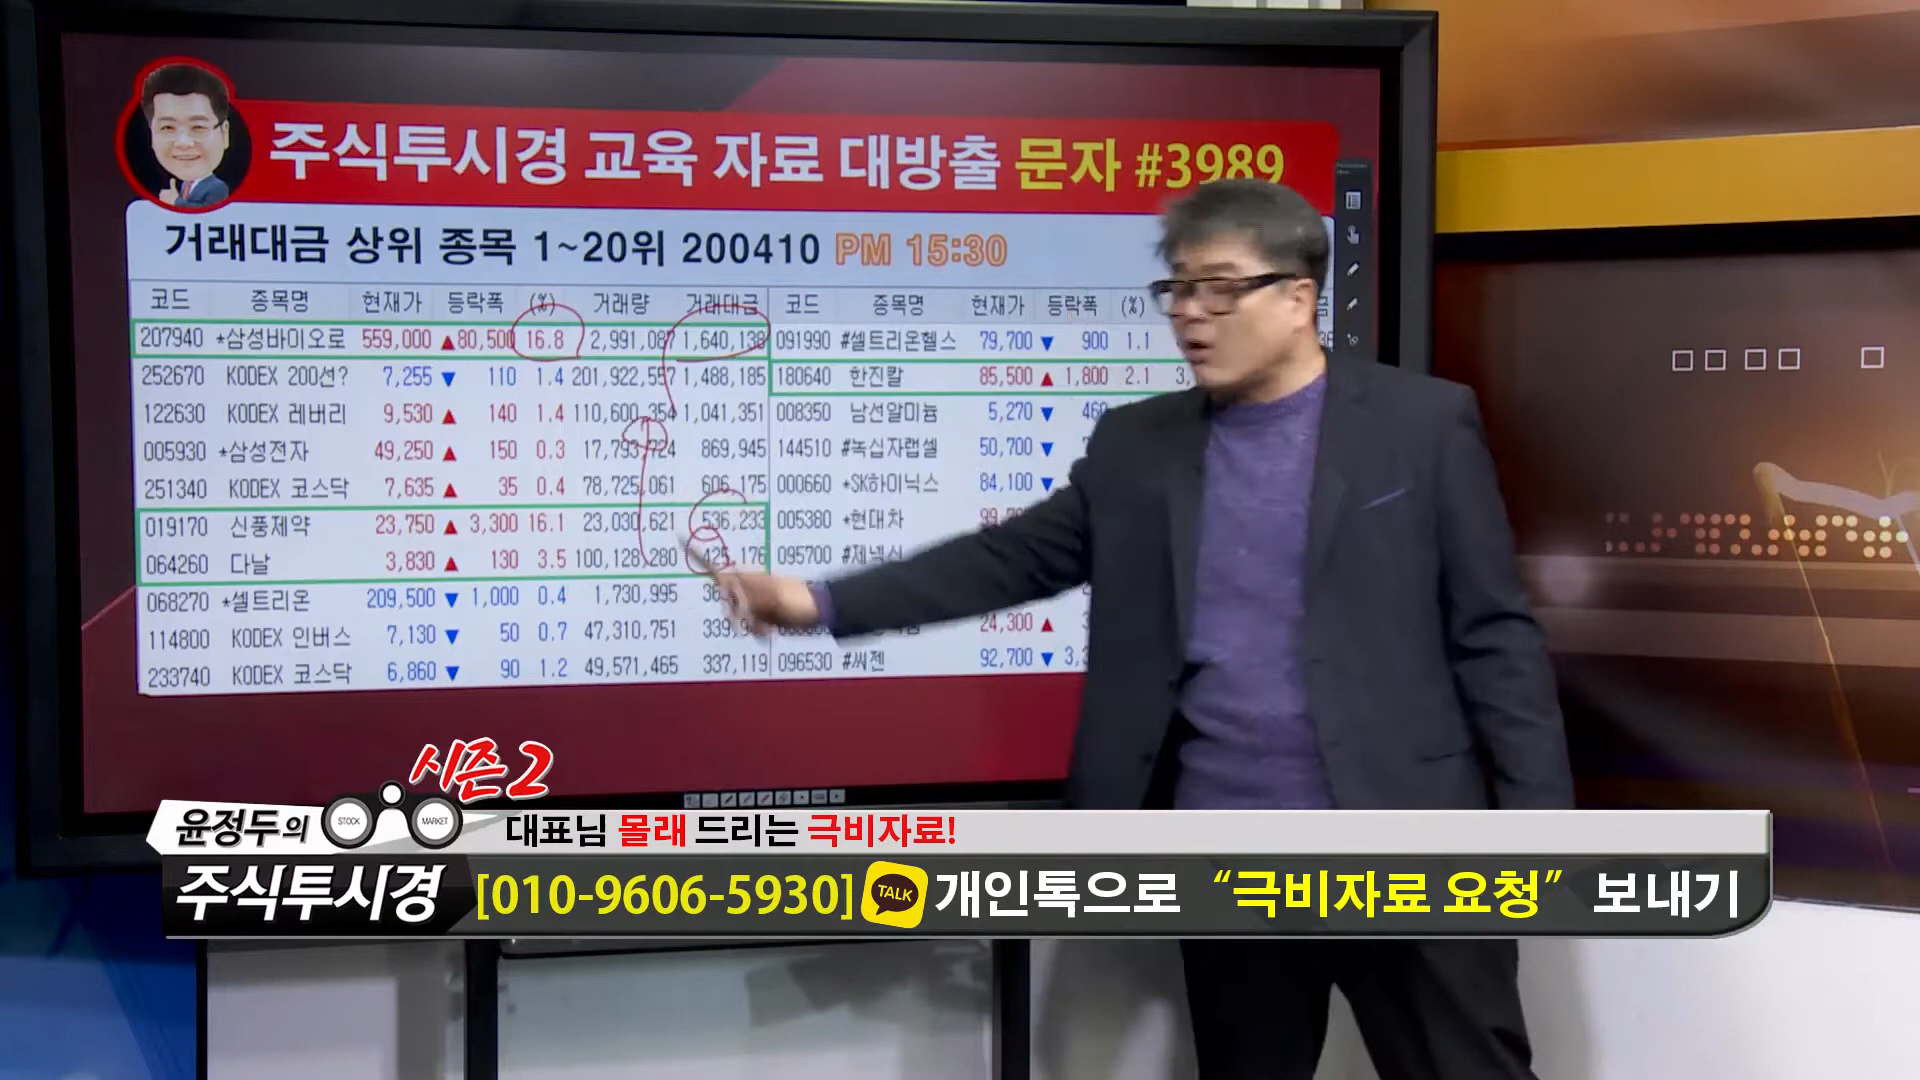 주식투시경 교육 자료 대방출 문자 #3989
거래대금 상위 종목 1~20위 200410 PM 15:30
코드 종목명 현재가 등락폭 (%) 거래량 거래대금 코드 종목명 현재가 등락폭 (%) 금
207940 *삼성바이오로 559,000 ▲ 80,500 16.8 2,991,087 1,640,138 091990 #셀트리온헬스 79,700 ▼ 900 1.1
252670 KODEX 200선? 7,255 ▼ 110 1.4 201,922,557 1,488,185 180640 한진칼 85,500 ▲ 1,800 2.1 3,
122630 KODEX 레버리 9,530 ▲ 140 1.4 110,600,354 1,041,351 008350 남선알미늄 5,270 ▼ 460
005930 *삼성전자 49,250 ▲ 150 0.3 17,793,724 869,945 144510 #녹십자랩셀 50,700 ▼
251340 KODEX 코스닥 7,635 ▲ 35 0.4 78,725,061 606,175 000660 *SK하이닉스 84,100 ▼
019170 신풍제약 23,750 ▲ 3,300 16.1 23,030,621 536,233 005380 *현대차
064260 다날 3,830 ▲ 130 3.5 100,128,280 425,176 095700 #제넥신
068270 *셀트리온 209,500 ▼ 1,000 0.4 1,730,995
114800 KODEX 인버스 7,130 ▼ 50 0.7 47,310,751 24,300 ▲
233740 KODEX 코스닥 6,860 ▼ 90 1.2 49,571,465 337,119 096530 #씨젠 92,700 ▼ 3,3
시즌2
윤정두의 STOCK MARKET 대표님 몰래 드리는 극비자료!
주식투시경 [010-9606-5930] TALK 개인톡으로 “극비자료 요청” 보내기